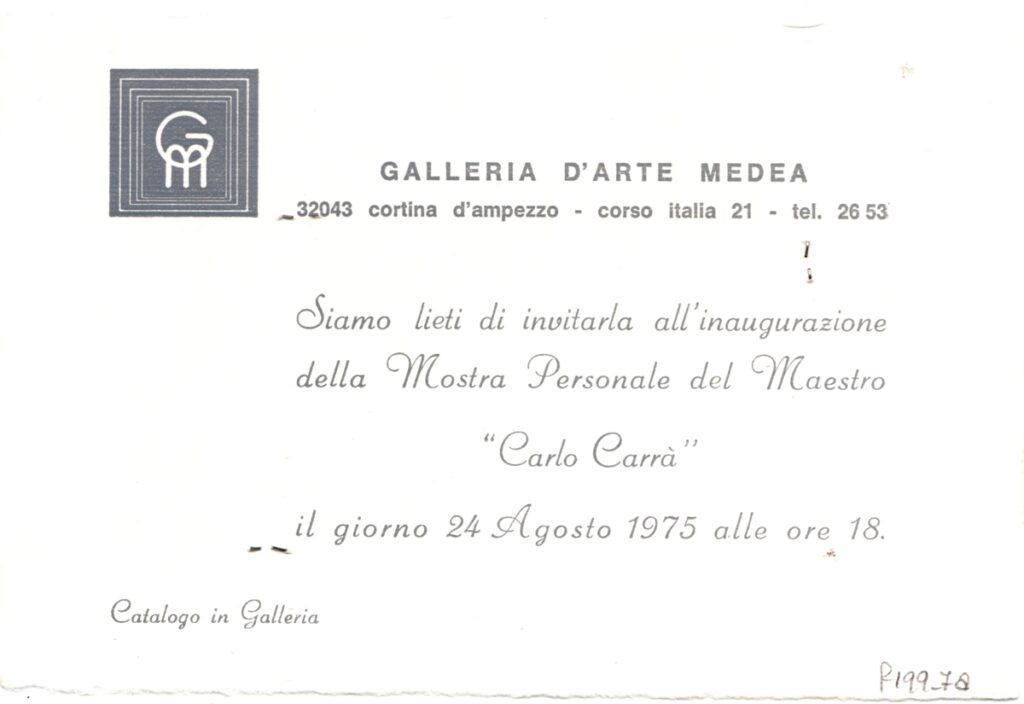 GM
GALLERIA D'ARTE MEDEA
32043 cortina d'ampezzo - corso italia 21 - tel. 26 53
Siamo lieti di invitarla all'inaugurazione
della Mostra Personale del Maestro
“Carlo Carrà”
il giorno 24 Agosto 1975 alle ore 18.
Catalogo in Galleria